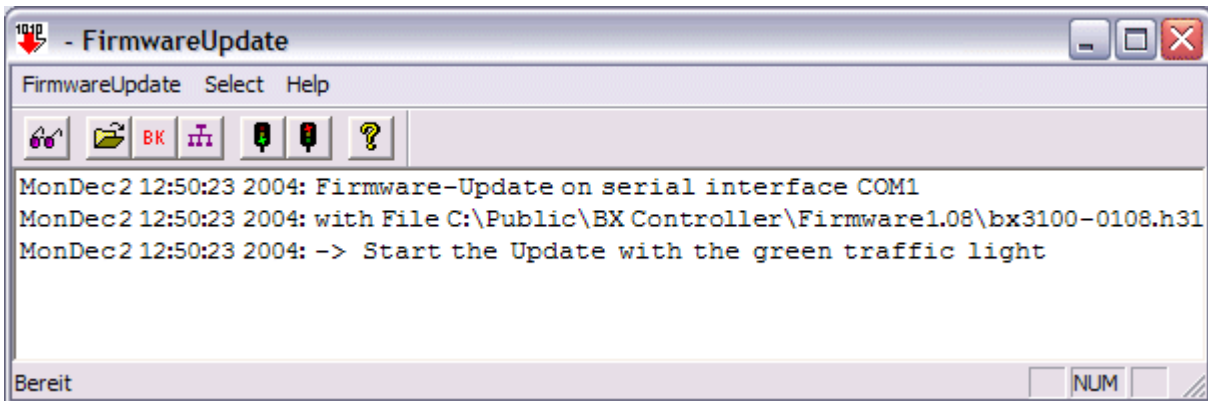 1010
- FirmwareUpdate
FirmwareUpdate Select Help
BK
MonDec2 12:50:23 2004: Firmware-Update on serial interface COM1
MonDec2 12:50:23 2004: with File C:\Public\BX Controller\Firmware1.08\bx3100-0108.h31
MonDec2 12:50:23 2004: -> Start the Update with the green traffic light
Bereit NUM